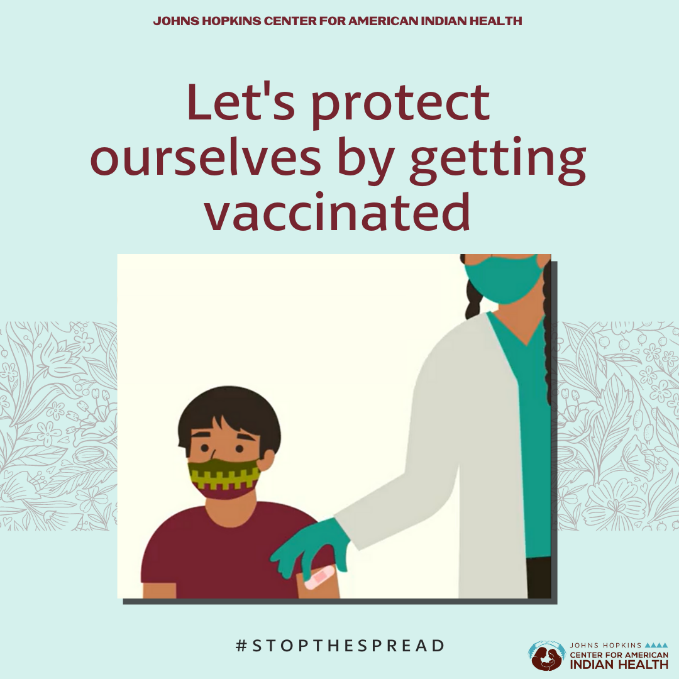 JOHNS HOPKINS CENTER FOR AMERICAN INDIAN HEALTH
Let's protect
ourselves by getting
vaccinated
#STOPTHESPREAD
JOHNS HOPKINS
CENTER FOR AMERICAN
INDIAN HEALTH